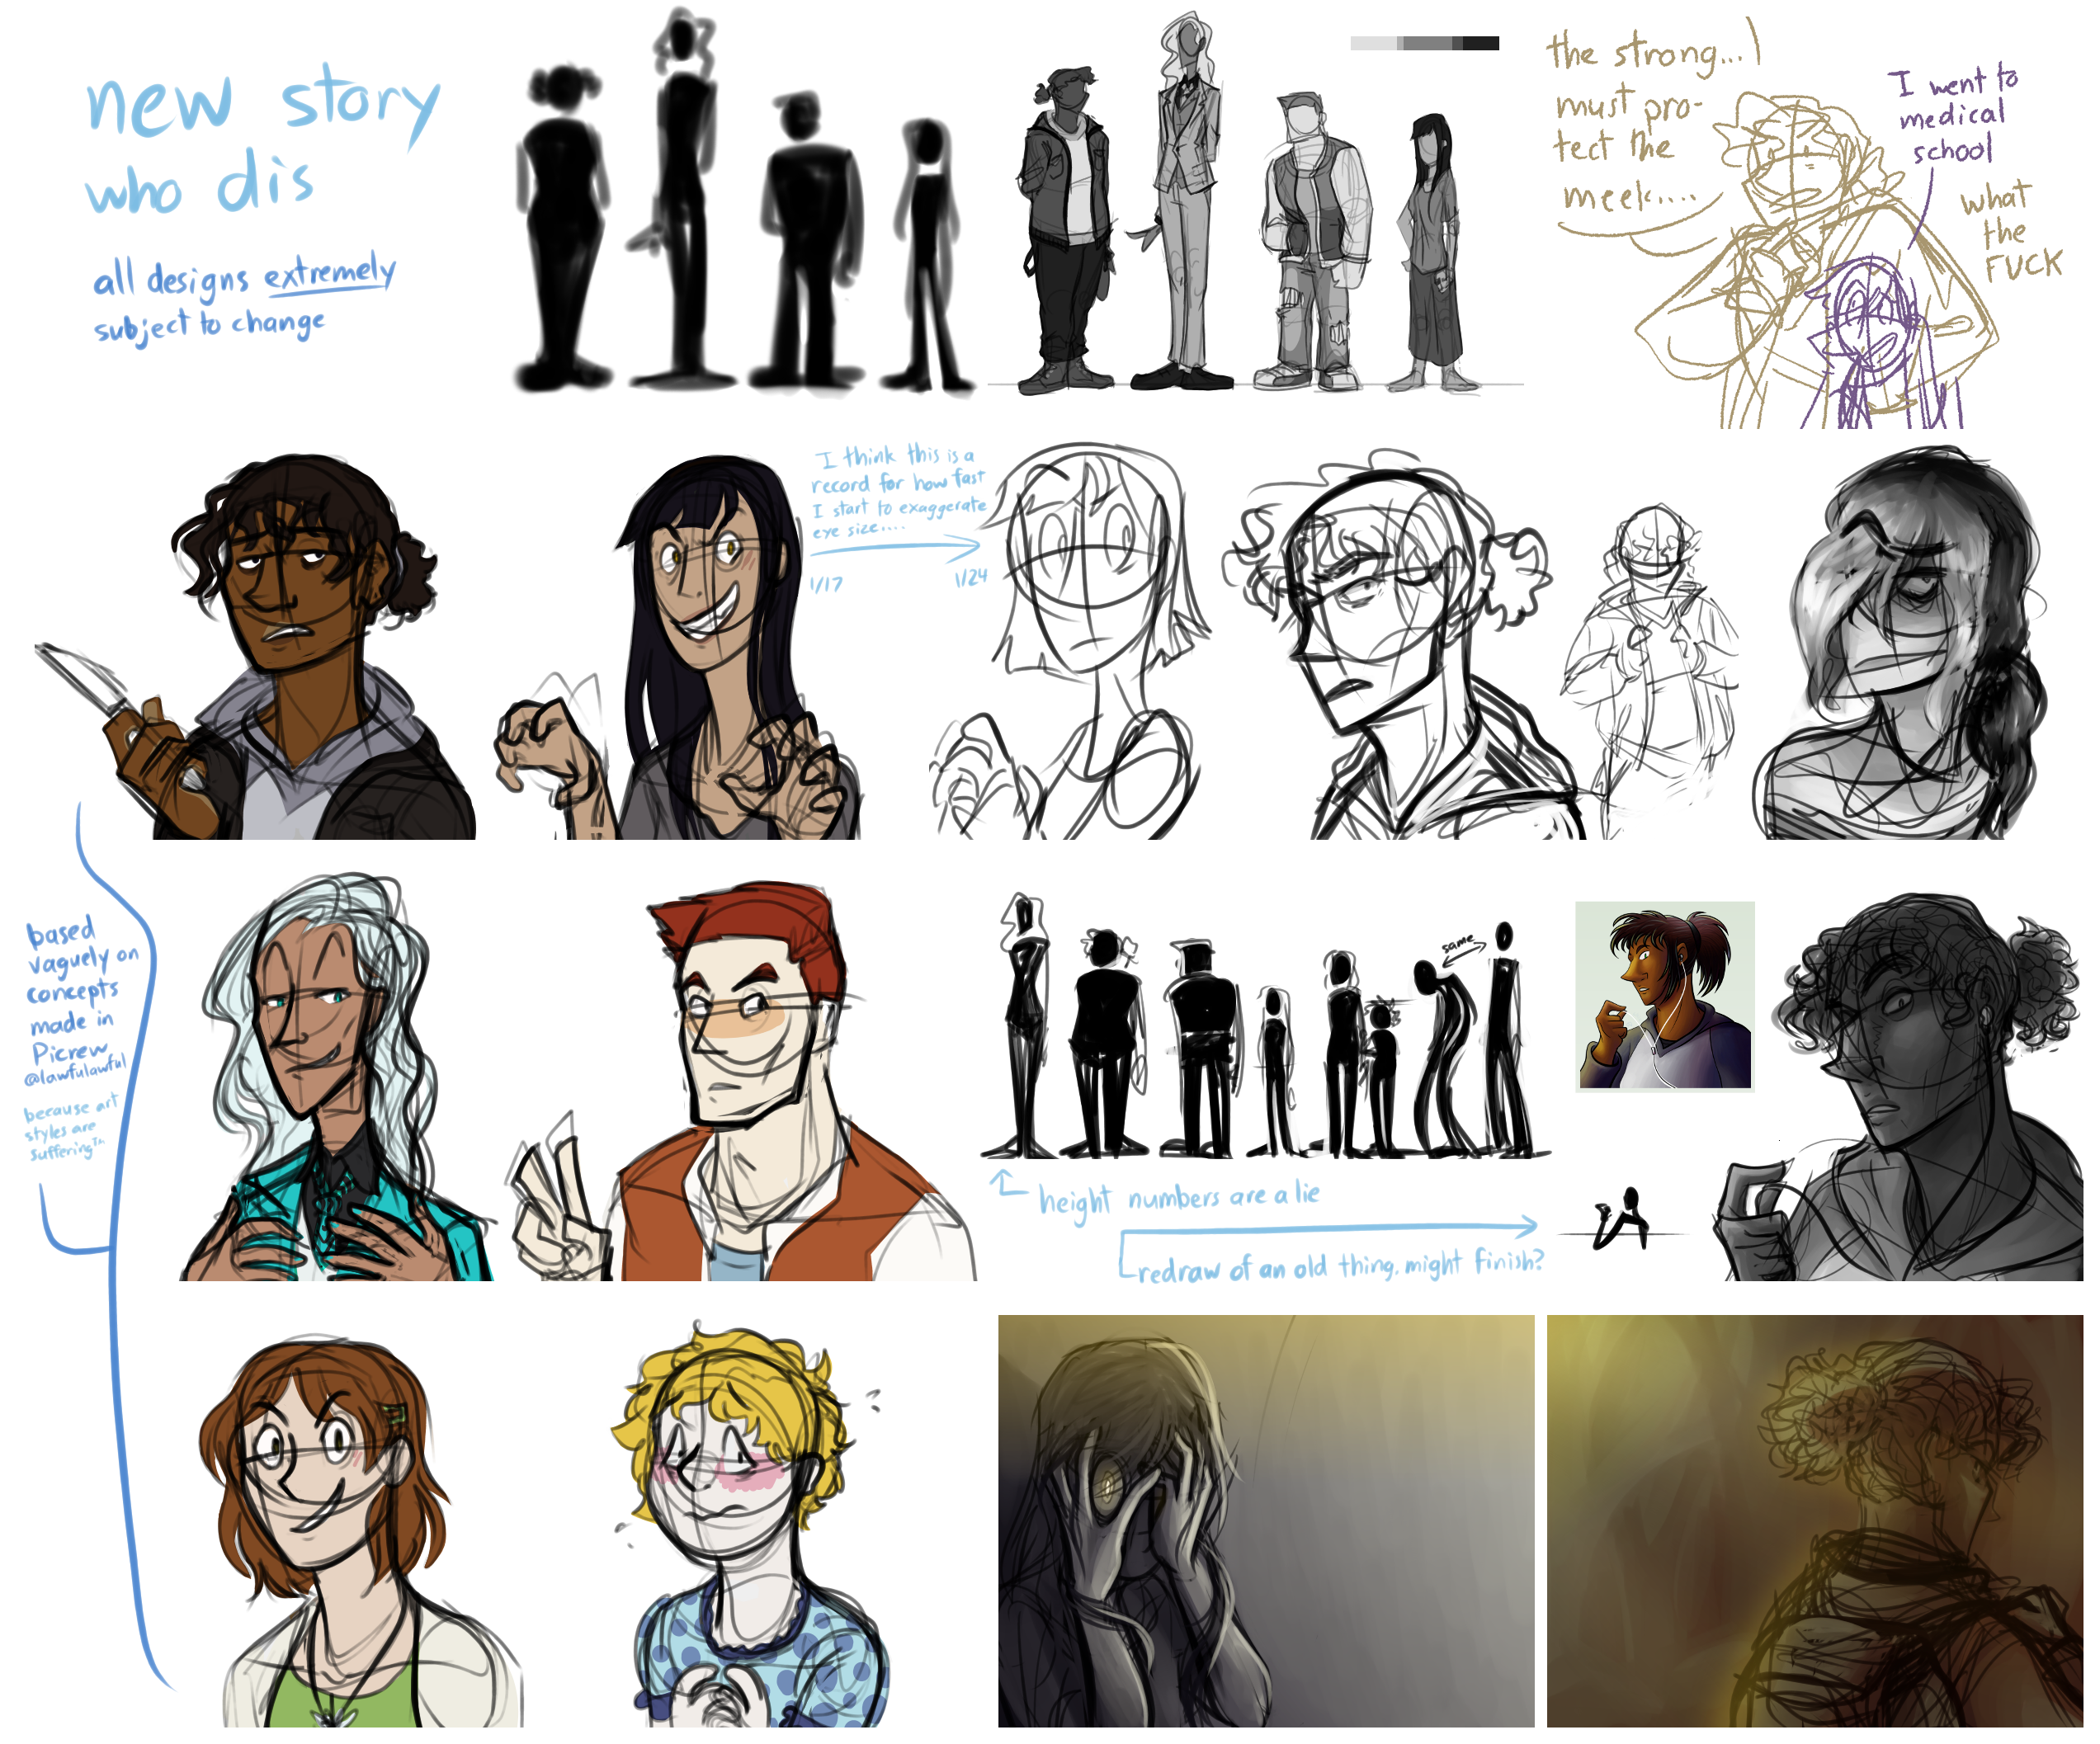 new story
who dis
all designs extremely
subject to change
the strong...
must pro-
tect the
meek....
I went to
medical
school
what
the
FUCK
I think this is a
record for how fast
I start to exaggerate
eye size....
1/17
1/24
based
vaguely on
concepts
made in
Picrew
@lawfulawful
because art
styles are
suffering™
same
height numbers are a lie
redraw of an old thing. might finish?